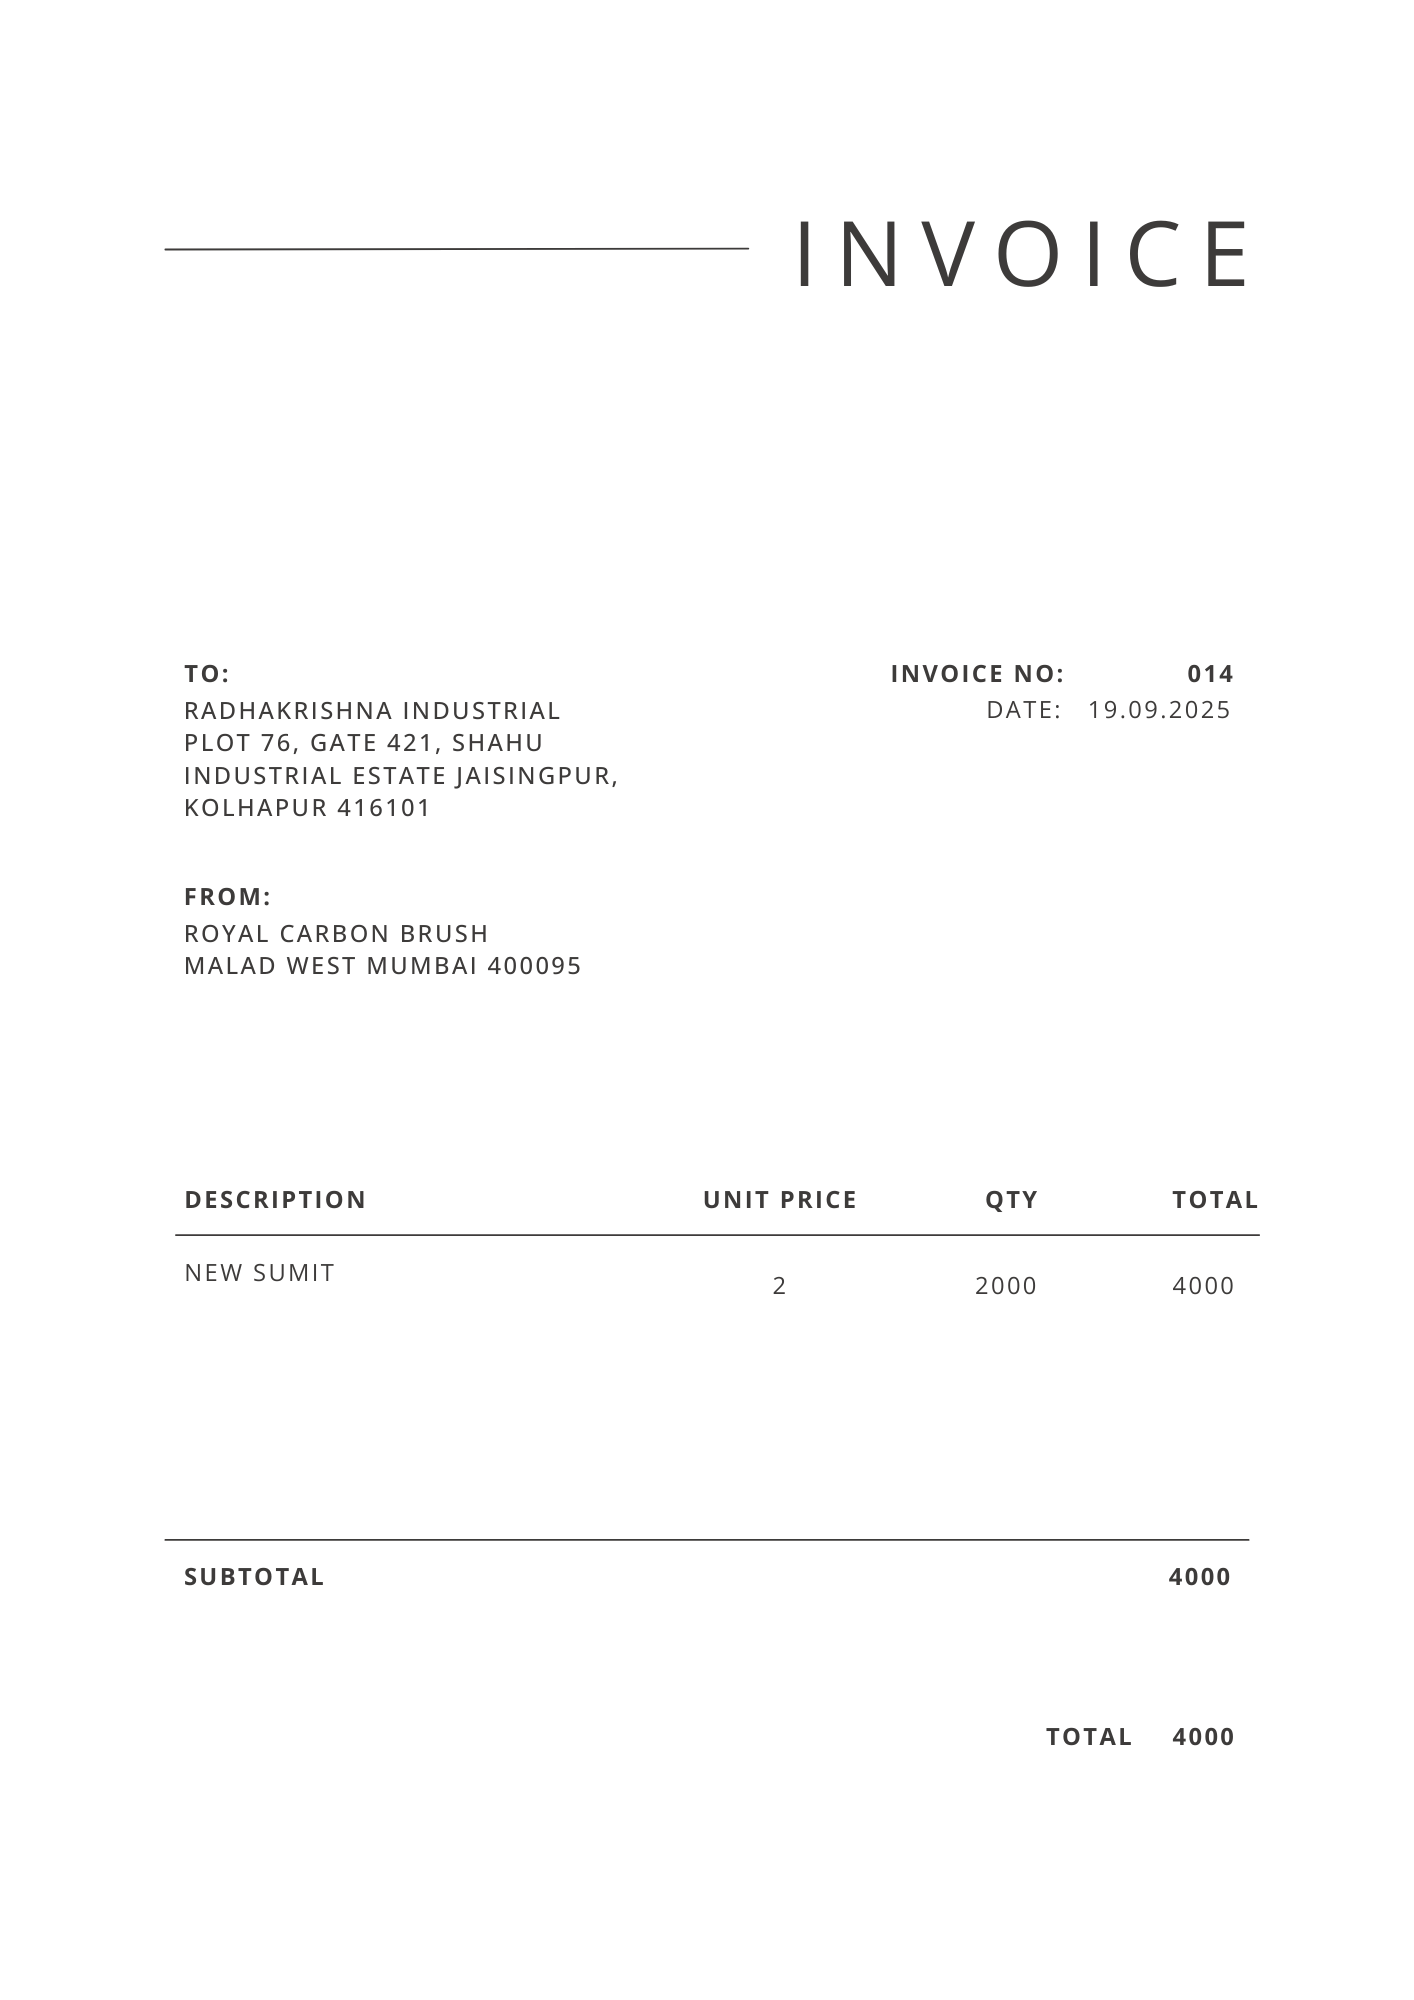 INVOICE
TO:
RADHAKRISHNA INDUSTRIAL
PLOT 76, GATE 421, SHAHU
INDUSTRIAL ESTATE JAISINGPUR,
KOLHAPUR 416101
INVOICE NO: 014
DATE: 19.09.2025
FROM:
ROYAL CARBON BRUSH
MALAD WEST MUMBAI 400095
DESCRIPTION UNIT PRICE QTY TOTAL
NEW SUMIT 2 2000 4000
SUBTOTAL 4000
TOTAL 4000